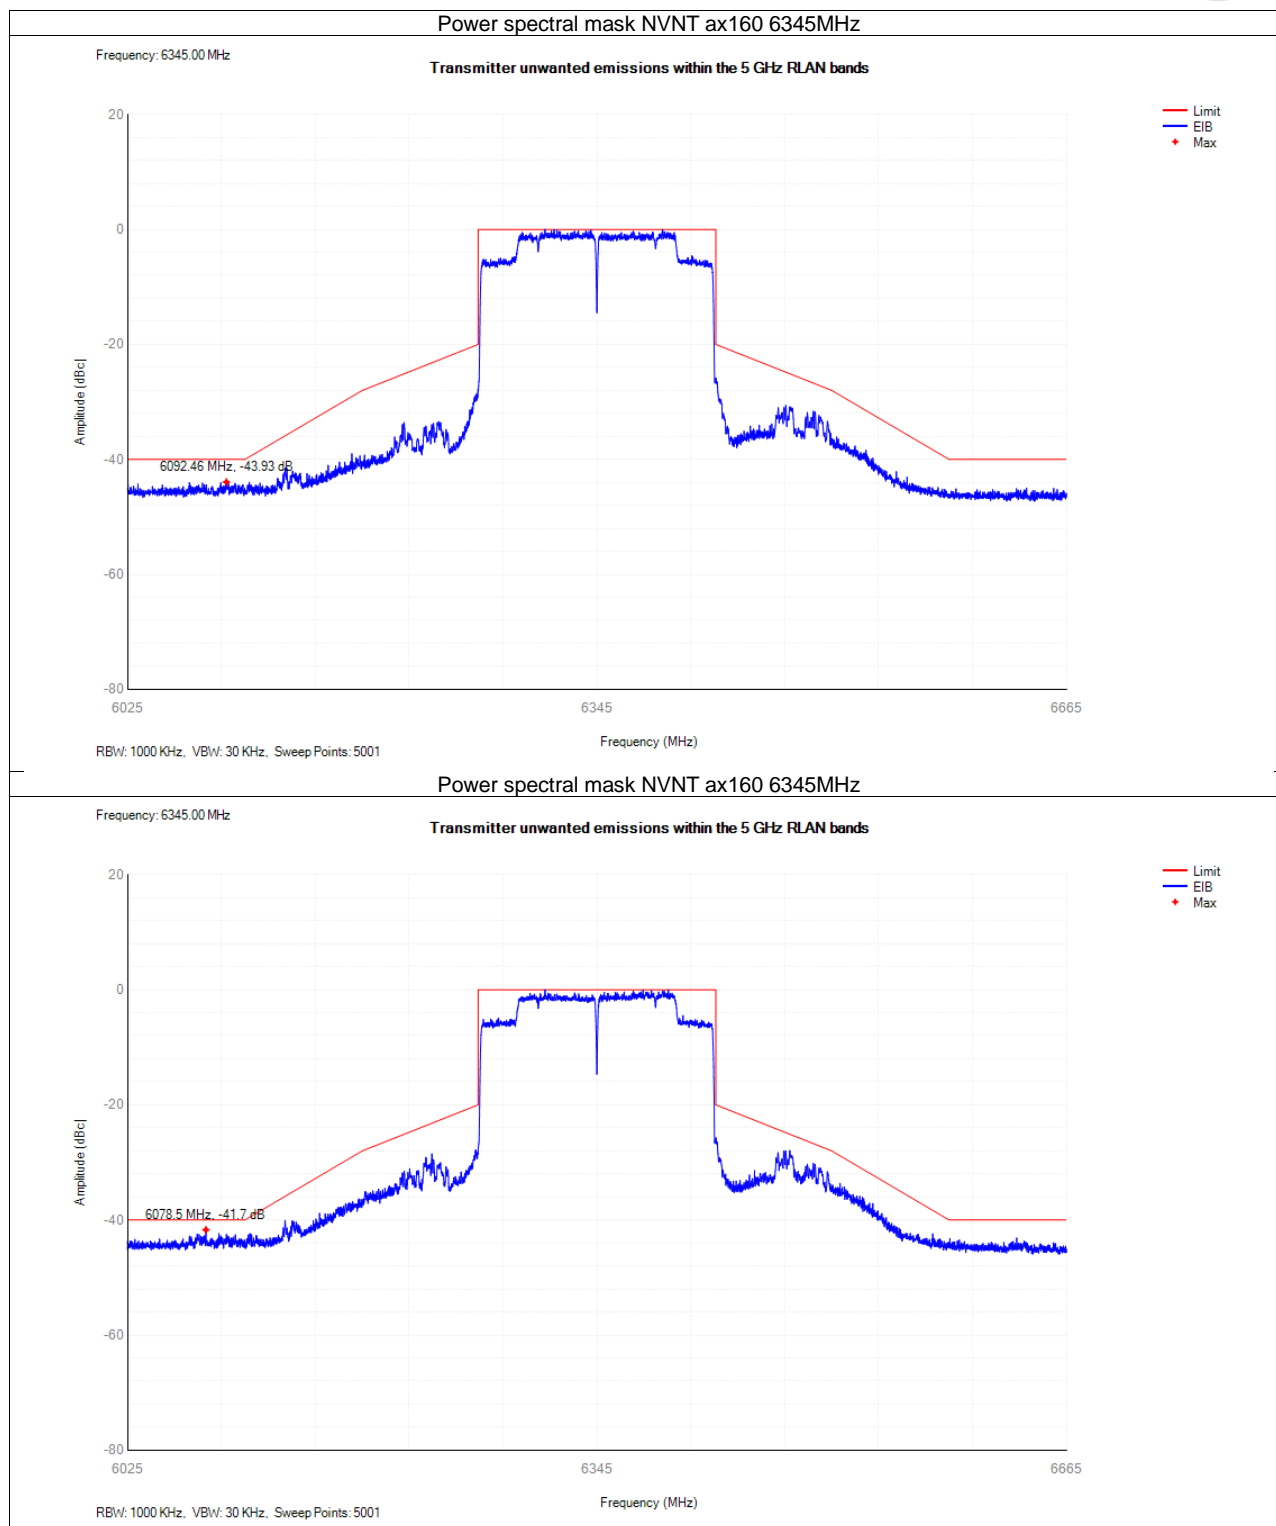 Power spectral mask NVNT ax160 6345MHz
Frequency: 6345.00 MHz
Transmitter unwanted emissions within the 5 GHz RLAN bands
Limit
EIB
Max
20
0
-20
-40
-60
-80
Amplitude (dBc)
6092.46 MHz, -43.93 dB
6025
6345
6665
Frequency (MHz)
RBW: 1000 KHz, VBW: 30 KHz, Sweep Points: 5001
Power spectral mask NVNT ax160 6345MHz
Frequency: 6345.00 MHz
Transmitter unwanted emissions within the 5 GHz RLAN bands
Limit
EIB
Max
20
0
-20
-40
-60
-80
Amplitude (dBc)
6078.5 MHz, -41.7 dB
6025
6345
6665
Frequency (MHz)
RBW: 1000 KHz, VBW: 30 KHz, Sweep Points: 5001